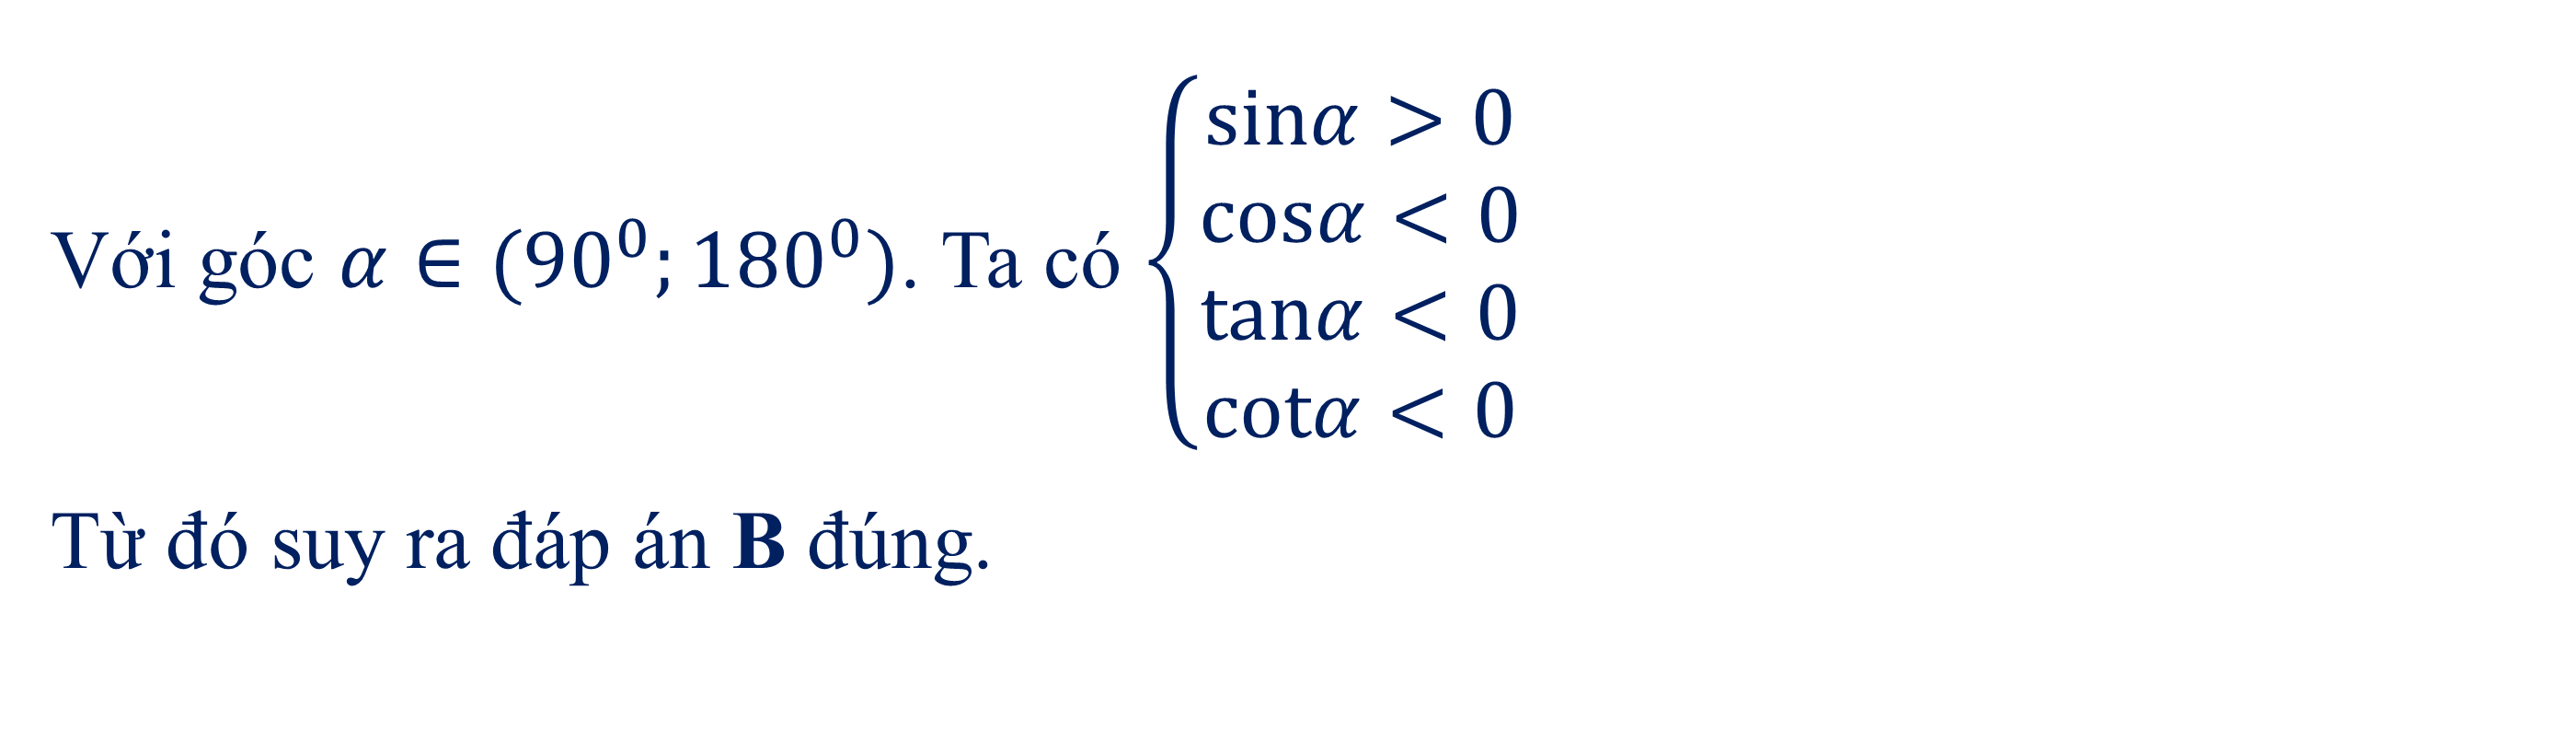 Với góc α ∈ (90⁰; 180⁰). Ta có { sinα > 0
cosα < 0
tanα < 0
cotα < 0
Từ đó suy ra đáp án B đúng.